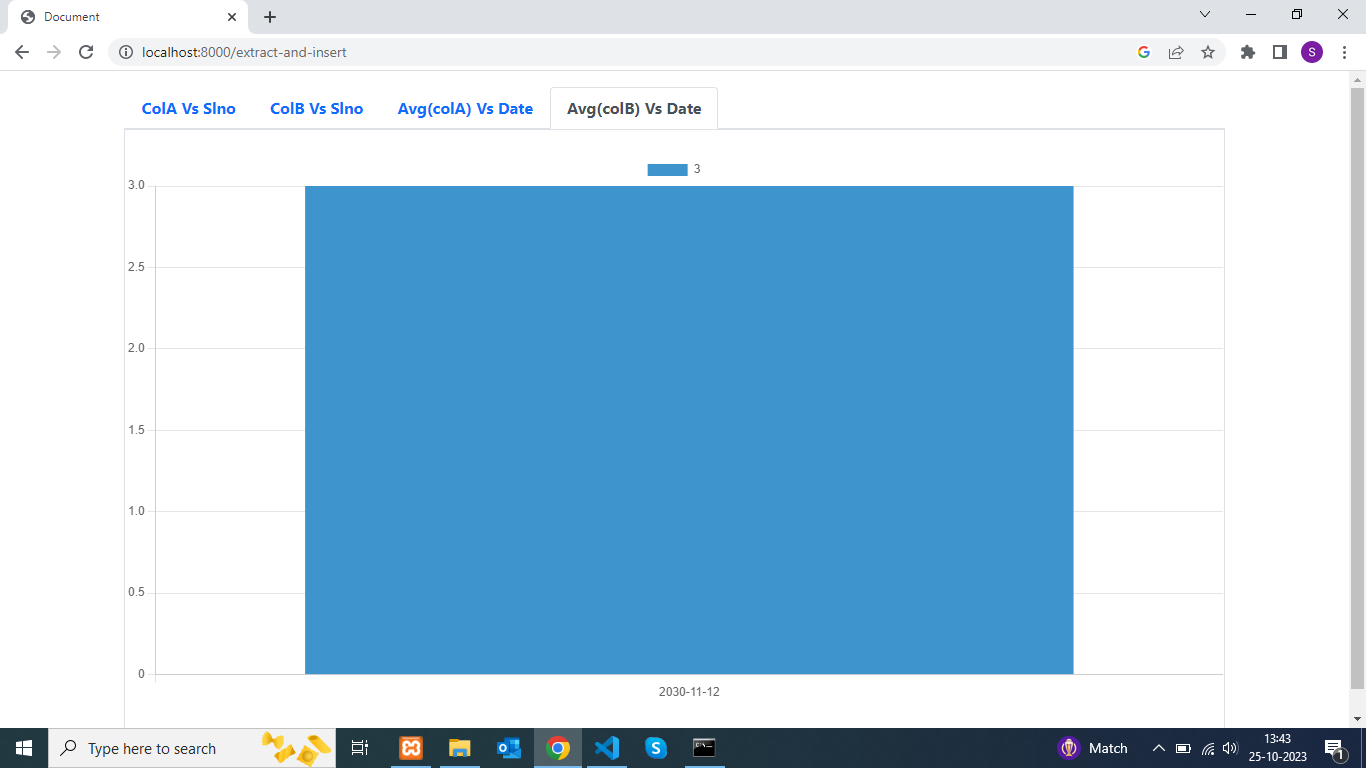 Document
localhost:8000/extract-and-insert
G
S
ColA Vs Slno
ColB Vs Slno
Avg(colA) Vs Date
Avg(colB) Vs Date
3
3.0
2.5
2.0
1.5
1.0
0.5
0
2030-11-12
Type here to search
S
Match
13:43
25-10-2023
1